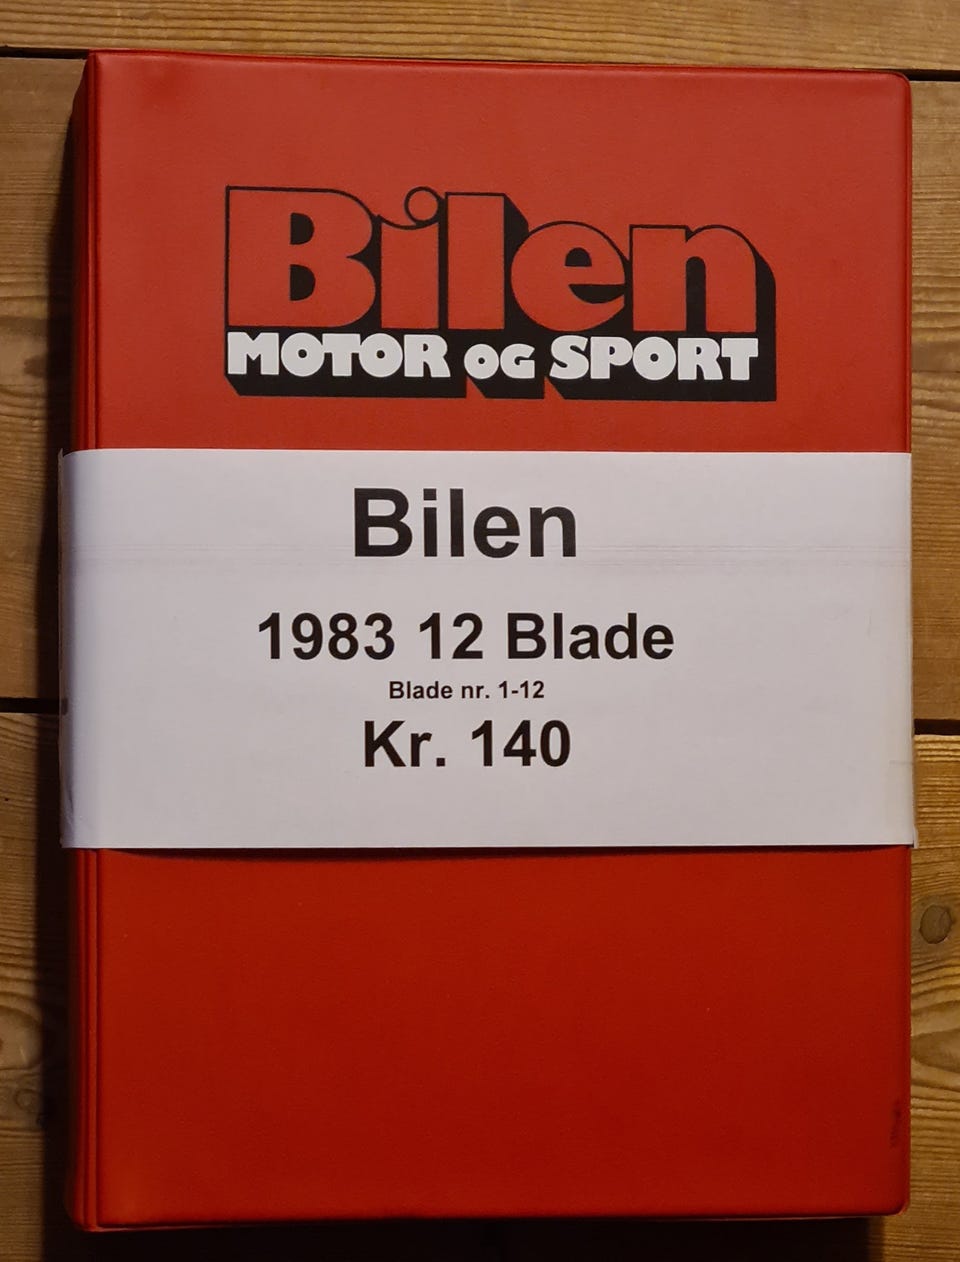 Bilen
MOTOR OG SPORT
Bilen
1983 12 Blade
Blade nr. 1-12
Kr. 140